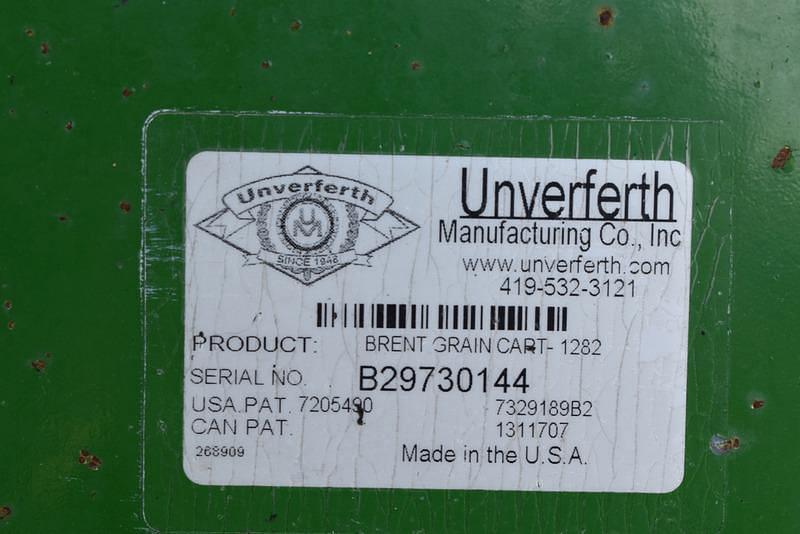 Unverferth
UM
SINCE 1948
Unverferth
Manufacturing Co., Inc
www.unverferth.com
419-532-3121
PRODUCT: BRENT GRAIN CART- 1282
SERIAL NO. B29730144
USA.PAT. 7205490 7329189B2
CAN PAT. 1311707
268909 Made in the U.S.A.